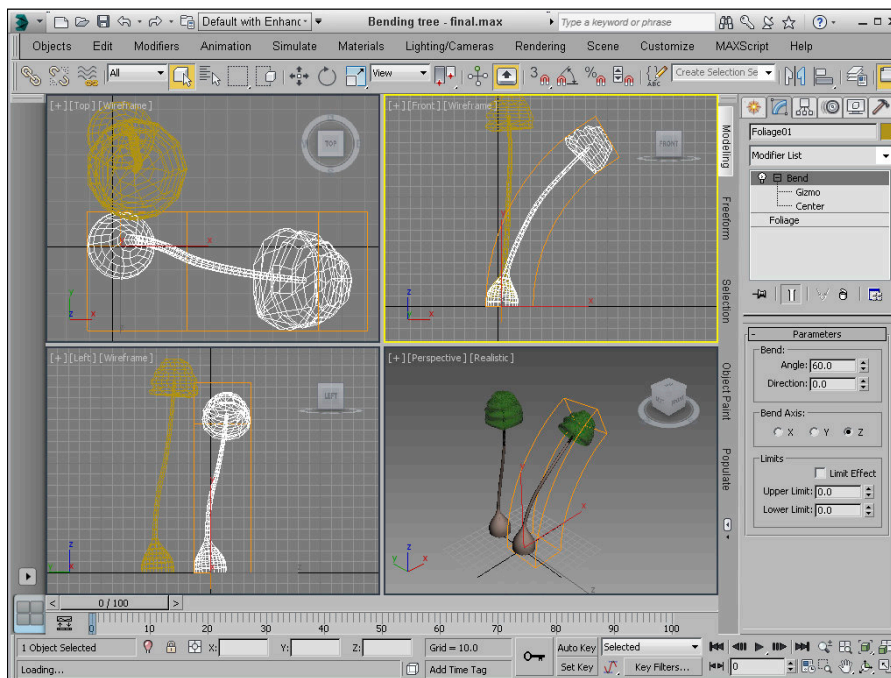 Default with Enhanc
Bending tree - final.max
Type a keyword or phrase
Objects Edit Modifiers Animation Simulate Materials Lighting/Cameras Rendering Scene Customize MAXScript Help
All
View
3
%
ABC
Create Selection Se
[+][Top][Wireframe]
TOP
x
y
z
x
[+][Front][Wireframe]
FRONT
x
z
x
[+][Left][Wireframe]
LEFT
z
y
[+][Perspective][Realistic]
x
z
z
y
x
Modeling
Freeform
Selection
Object Paint
Populate
Foliage01
Modifier List
Bend
Gizmo
Center
Foliage
- Parameters
Bend:
Angle: 60.0
Direction: 0.0
Bend Axis:
X Y Z
Limits
Limit Effect
Upper Limit: 0.0
Lower Limit: 0.0
< 0 / 100 >
0 10 20 30 40 50 60 70 80 90 100
1 Object Selected X: Y: Z: Grid = 10.0 Auto Key Selected
Loading... Add Time Tag Set Key Key Filters... 0